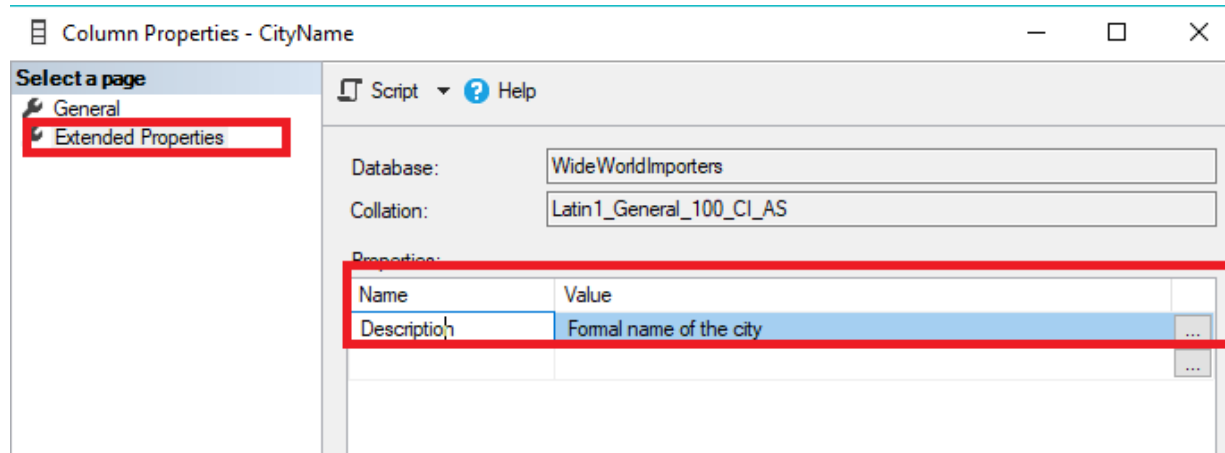 Column Properties - CityName
Select a page
General
Extended Properties
Script Help
Database: WideWorldImporters
Collation: Latin1_General_100_CI_AS
Properties:
Name Value
Description Formal name of the city ...
...